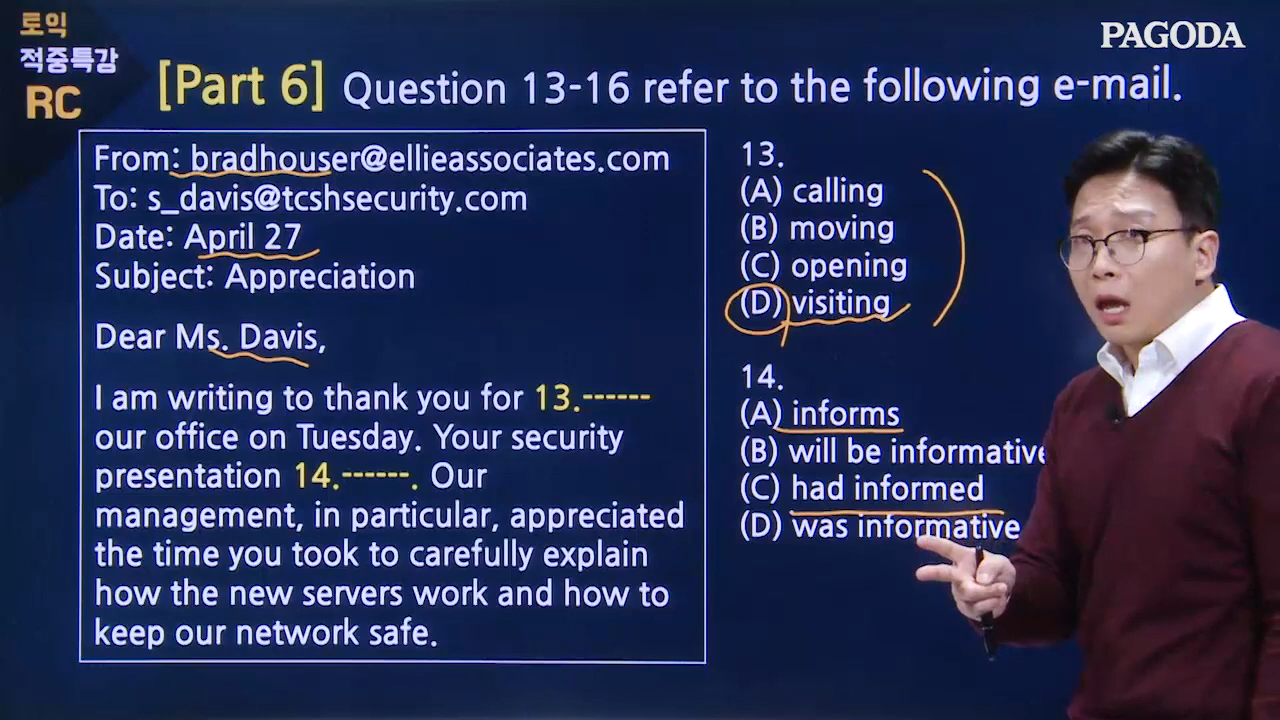 토익
적중특강
RC
PAGODA
[Part 6] Question 13-16 refer to the following e-mail.
From: bradhouser@ellieassociates.com
To: s_davis@tcshsecurity.com
Date: April 27
Subject: Appreciation
Dear Ms. Davis,
I am writing to thank you for 13.------
our office on Tuesday. Your security
presentation 14.------. Our
management, in particular, appreciated
the time you took to carefully explain
how the new servers work and how to
keep our network safe.
13.
(A) calling
(B) moving
(C) opening
(D) visiting
14.
(A) informs
(B) will be informative
(C) had informed
(D) was informative